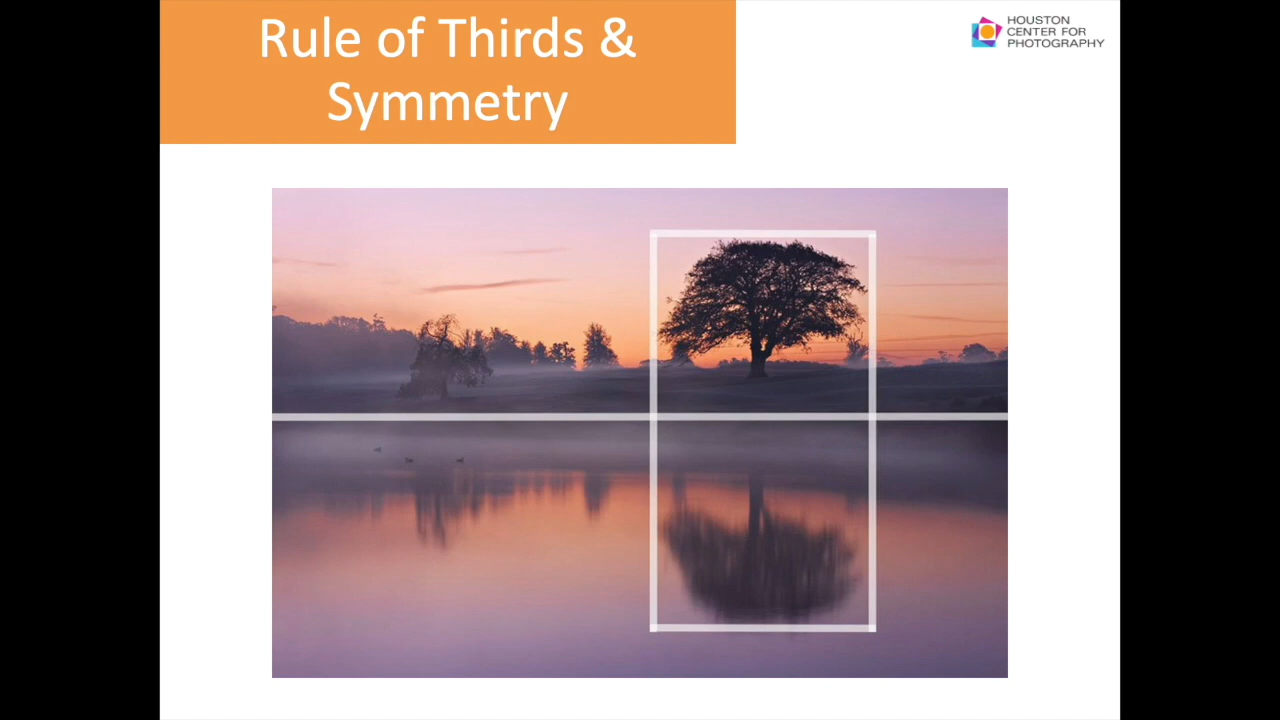 Rule of Thirds &
Symmetry
HOUSTON
CENTER FOR
PHOTOGRAPHY